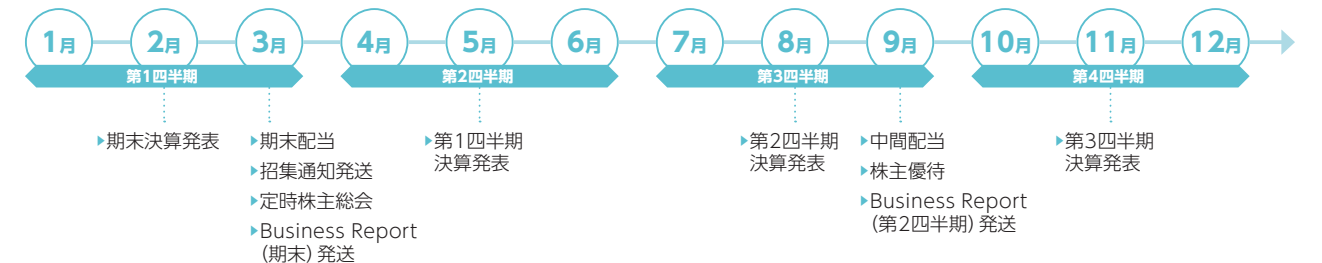 1月 2月 3月 4月 5月 6月 7月 8月 9月 10月 11月 12月
第1四半期 第2四半期 第3四半期 第4四半期
▸期末決算発表
▸期末配当
▸招集通知発送
▸定時株主総会
▸Business Report
(期末) 発送
▸第1四半期
決算発表
▸第2四半期
決算発表
▸中間配当
▸株主優待
▸Business Report
(第2四半期) 発送
▸第3四半期
決算発表